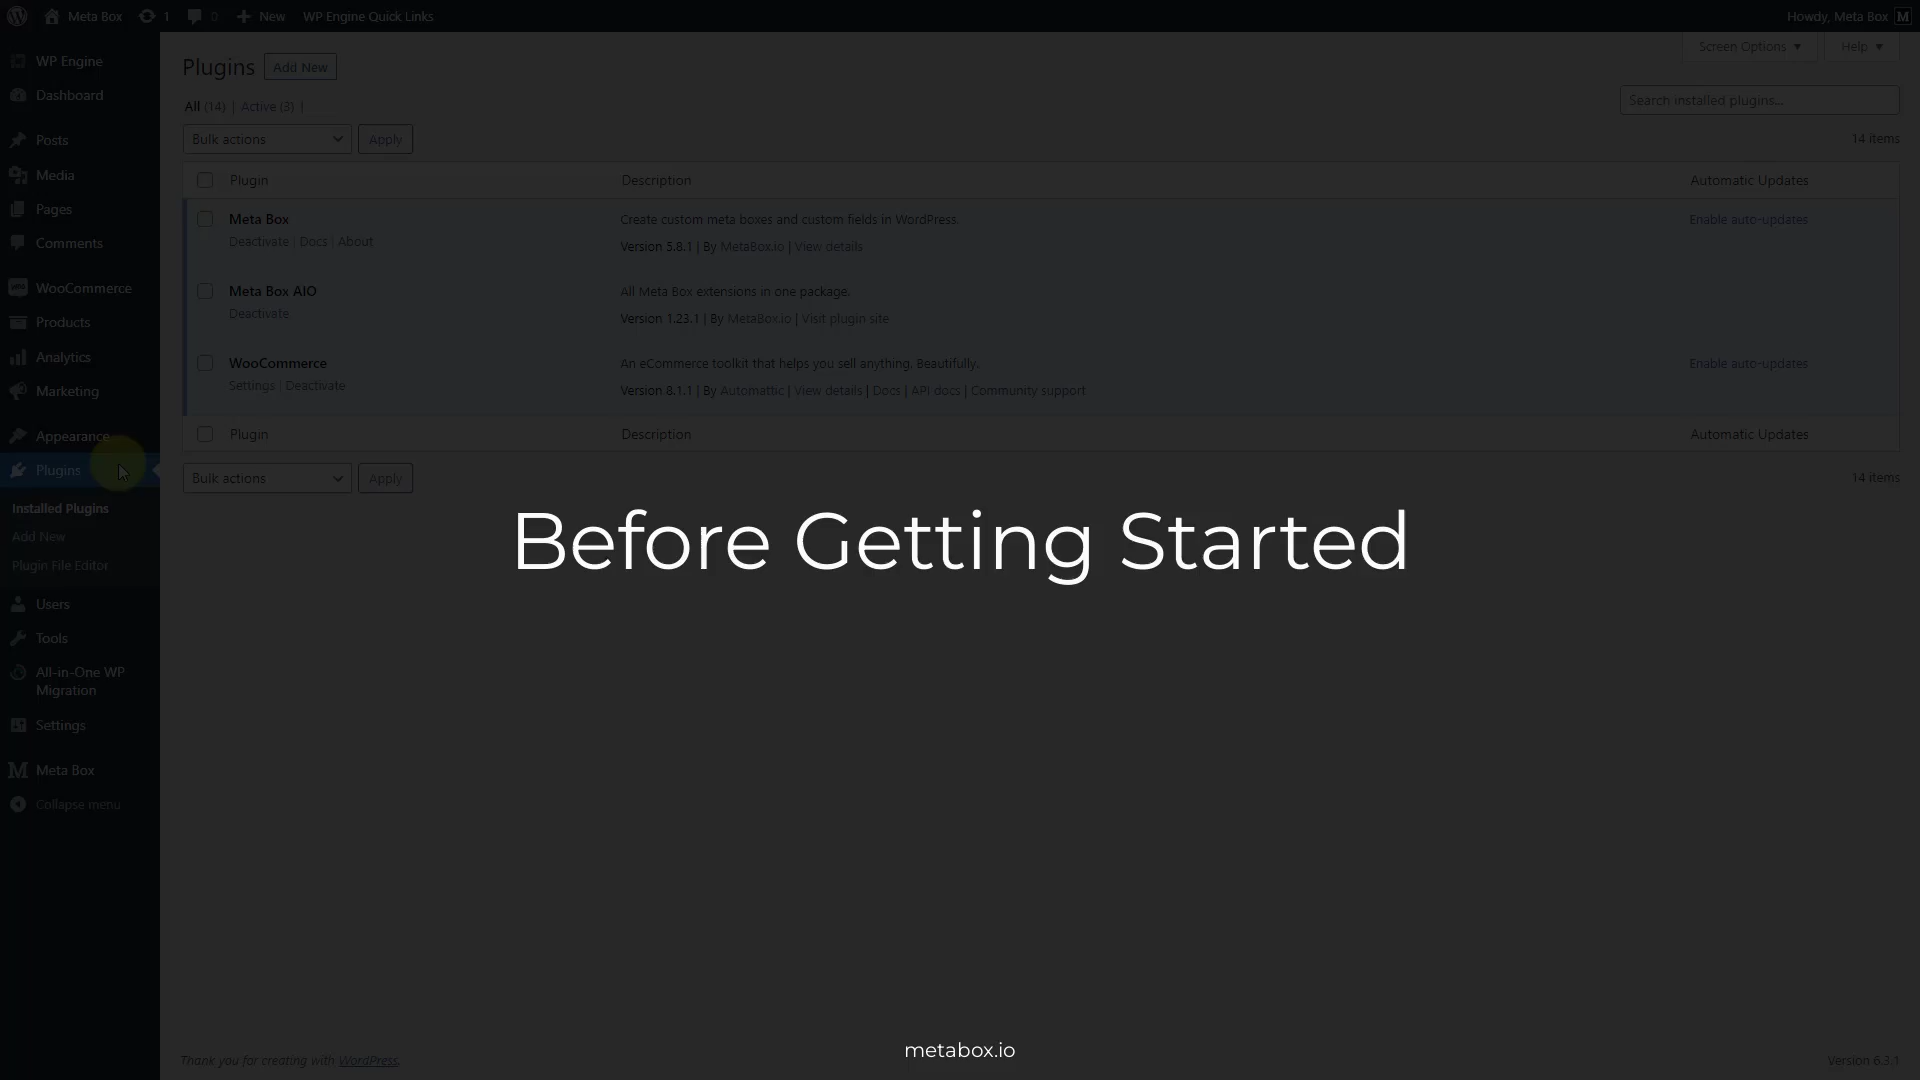 Meta Box 1 0 New WP Engine Quick Links Howdy, Meta Box
WP Engine
Dashboard
Posts
Media
Pages
Comments
WooCommerce
Products
Analytics
Marketing
Appearance
Plugins
Installed Plugins
Add New
Plugin File Editor
Users
Tools
All-in-One WP
Migration
Settings
Meta Box
Collapse menu
Screen Options Help
Plugins Add New
All (14) | Active (3) |
Search installed plugins...
Bulk actions Apply 14 items
Plugin Description Automatic Updates
Meta Box Create custom meta boxes and custom fields in WordPress. Enable auto-updates
Deactivate | Docs | About
Version 5.8.1 | By MetaBox.io | View details
Meta Box AIO All Meta Box extensions in one package.
Deactivate
Version 1.23.1 | By MetaBox.io | Visit plugin site
WooCommerce An eCommerce toolkit that helps you sell anything. Beautifully. Enable auto-updates
Settings | Deactivate
Version 8.1.1 | By Automattic | View details | Docs | API docs | Community support
Plugin Description Automatic Updates
Bulk actions Apply 14 items
Before Getting Started
metabox.io
Thank you for creating with WordPress. Version 6.3.1